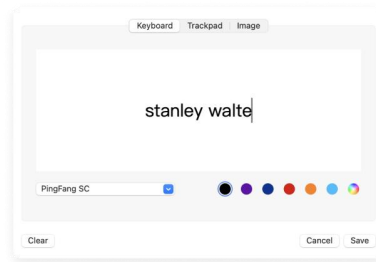 Keyboard Trackpad Image
stanley walte
PingFang SC
Clear Cancel Save